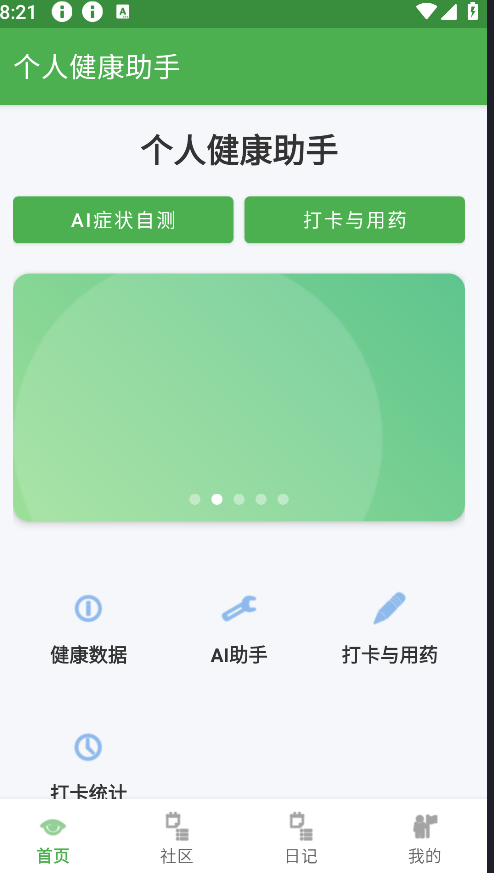 8:21
个人健康助手
个人健康助手
AI症状自测
打卡与用药
健康数据
AI助手
打卡与用药
打卡统计
首页
社区
日记
我的